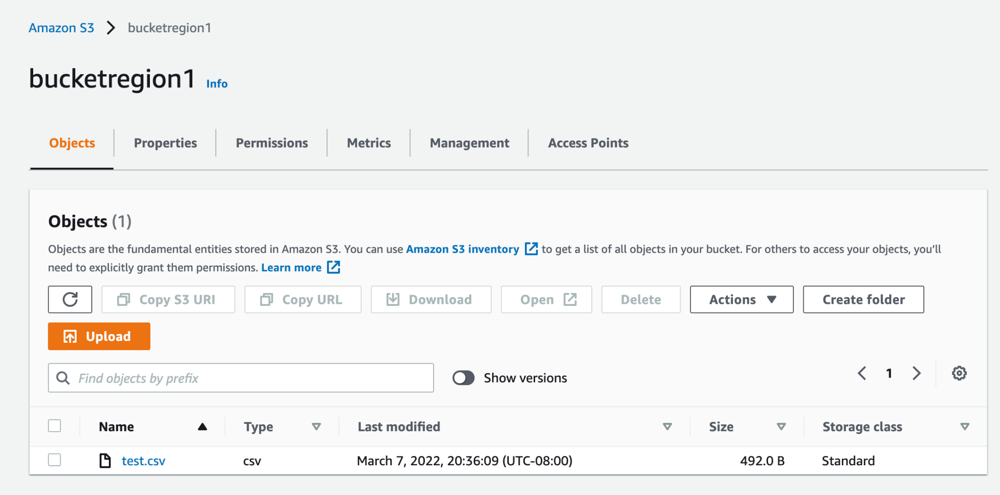 Amazon S3 bucketregion1
bucketregion1 Info
Objects Properties Permissions Metrics Management Access Points
Objects (1)
Objects are the fundamental entities stored in Amazon S3. You can use Amazon S3 inventory to get a list of all objects in your bucket. For others to access your objects, you'll
need to explicitly grant them permissions. Learn more
Copy S3 URI Copy URL Download Open Delete Actions Create folder
Upload
Find objects by prefix Show versions 1
Name Type Last modified Size Storage class
test.csv csv March 7, 2022, 20:36:09 (UTC-08:00) 492.0 B Standard